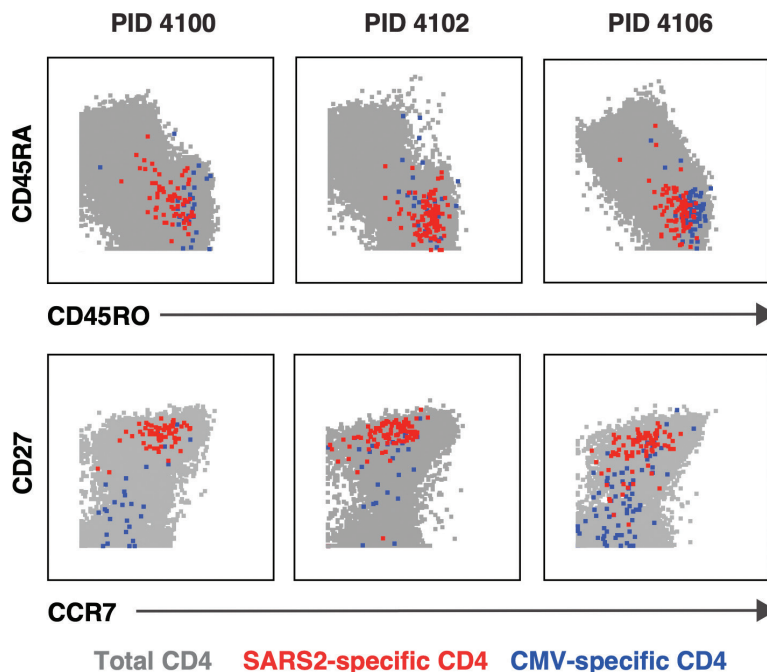 PID 4100 PID 4102 PID 4106
CD45RA
CD45RO
CD27
CCR7
Total CD4 SARS2-specific CD4 CMV-specific CD4